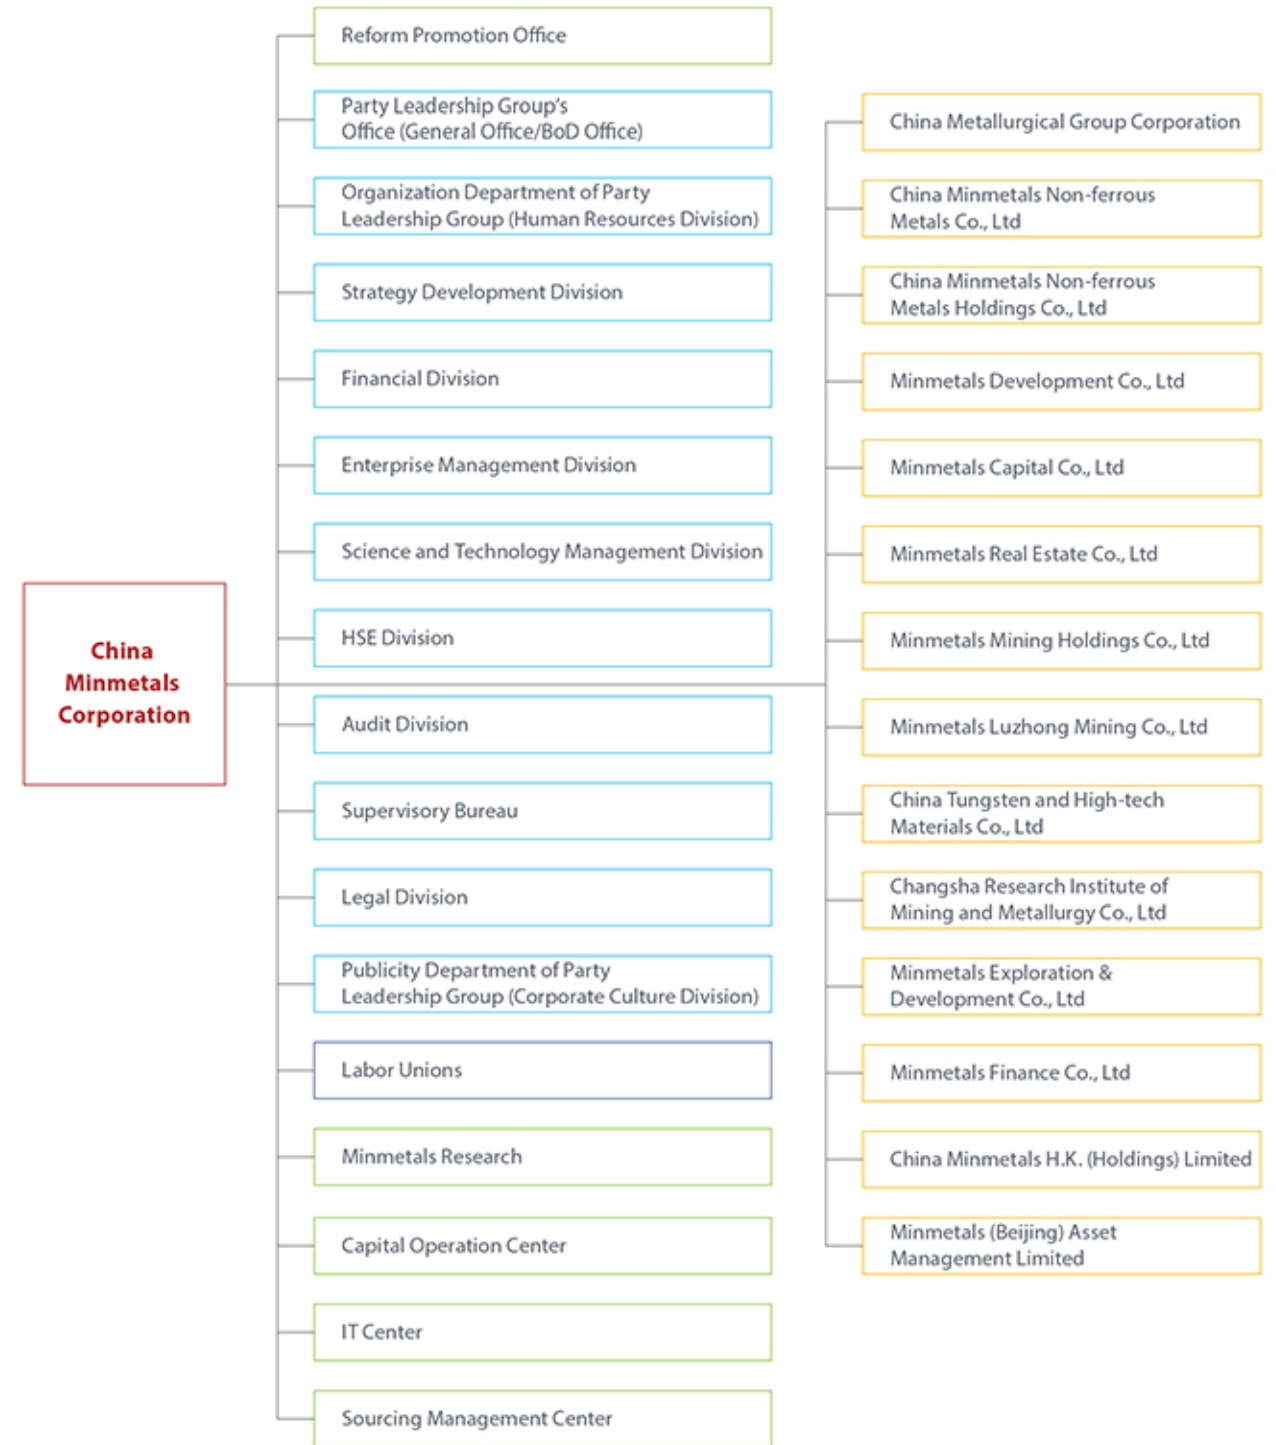 Reform Promotion Office
Party Leadership Group's
Office (General Office/BoD Office)
Organization Department of Party
Leadership Group (Human Resources Division)
Strategy Development Division
Financial Division
Enterprise Management Division
Science and Technology Management Division
HSE Division
China
Minmetals
Corporation
Audit Division
Supervisory Bureau
Legal Division
Publicity Department of Party
Leadership Group (Corporate Culture Division)
Labor Unions
Minmetals Research
Capital Operation Center
IT Center
Sourcing Management Center
China Metallurgical Group Corporation
China Minmetals Non-ferrous
Metals Co., Ltd
China Minmetals Non-ferrous
Metals Holdings Co., Ltd
Minmetals Development Co., Ltd
Minmetals Capital Co., Ltd
Minmetals Real Estate Co., Ltd
Minmetals Mining Holdings Co., Ltd
Minmetals Luzhong Mining Co., Ltd
China Tungsten and High-tech
Materials Co., Ltd
Changsha Research Institute of
Mining and Metallurgy Co., Ltd
Minmetals Exploration &
Development Co., Ltd
Minmetals Finance Co., Ltd
China Minmetals H.K. (Holdings) Limited
Minmetals (Beijing) Asset
Management Limited